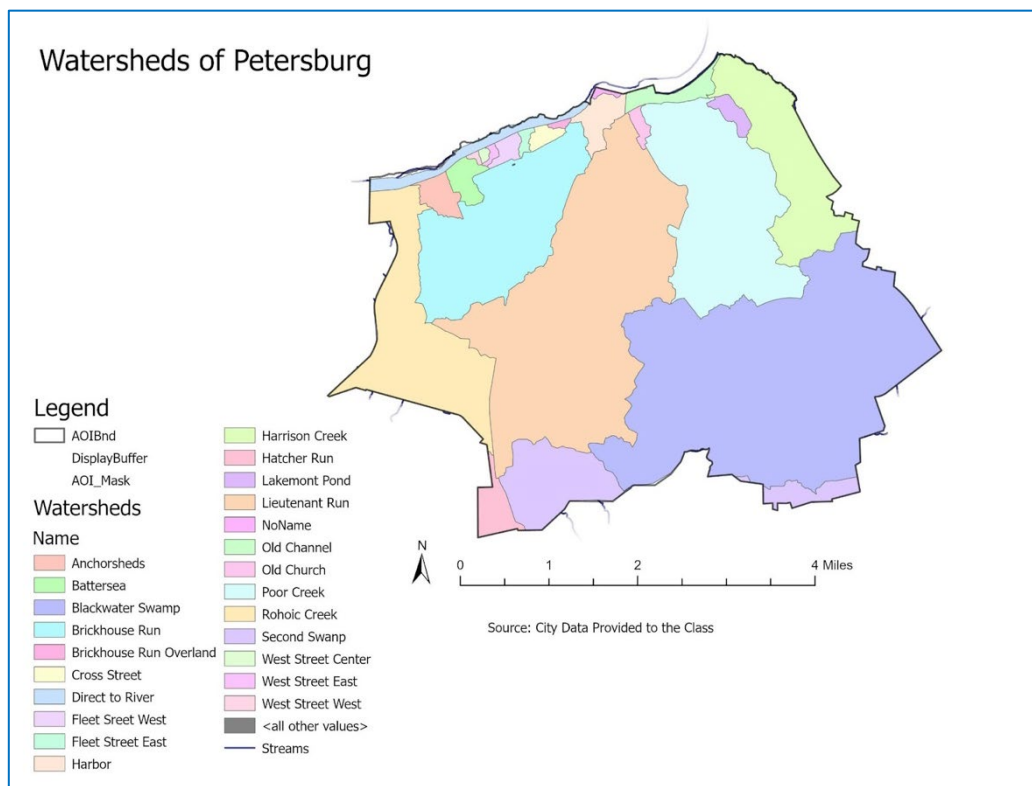 Watersheds of Petersburg
Legend
AOIBnd
DisplayBuffer
AOI_Mask
Watersheds
Name
Anchorsheds
Battersea
Blackwater Swamp
Brickhouse Run
Brickhouse Run Overland
Cross Street
Direct to River
Fleet Sreet West
Fleet Street East
Harbor
Harrison Creek
Hatcher Run
Lakemont Pond
Lieutenant Run
NoName
Old Channel
Old Church
Poor Creek
Rohoic Creek
Second Swanp
West Street Center
West Street East
West Street West
<all other values>
Streams
N
0 1 2 4 Miles
Source: City Data Provided to the Class